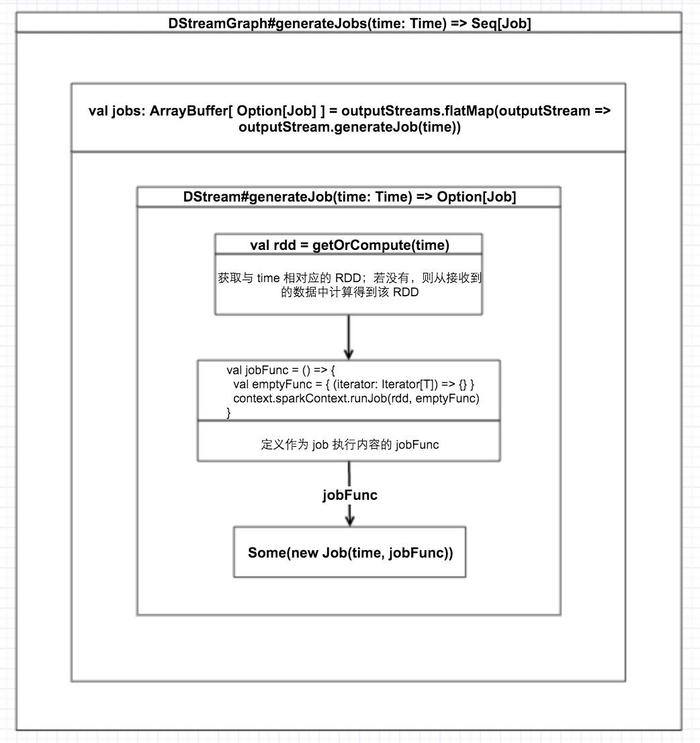 DStreamGraph#generateJobs(time: Time) => Seq[Job]
val jobs: ArrayBuffer[ Option[Job] ] = outputStreams.flatMap(outputStream =>
outputStream.generateJob(time))
DStream#generateJob(time: Time) => Option[Job]
val rdd = getOrCompute(time)
获取与 time 相对应的 RDD；若没有，则从接收到
的数据中计算得到该 RDD
val jobFunc = () => {
val emptyFunc = { (iterator: Iterator[T]) => {} }
context.sparkContext.runJob(rdd, emptyFunc)
}
定义作为 job 执行内容的 jobFunc
jobFunc
Some(new Job(time, jobFunc))